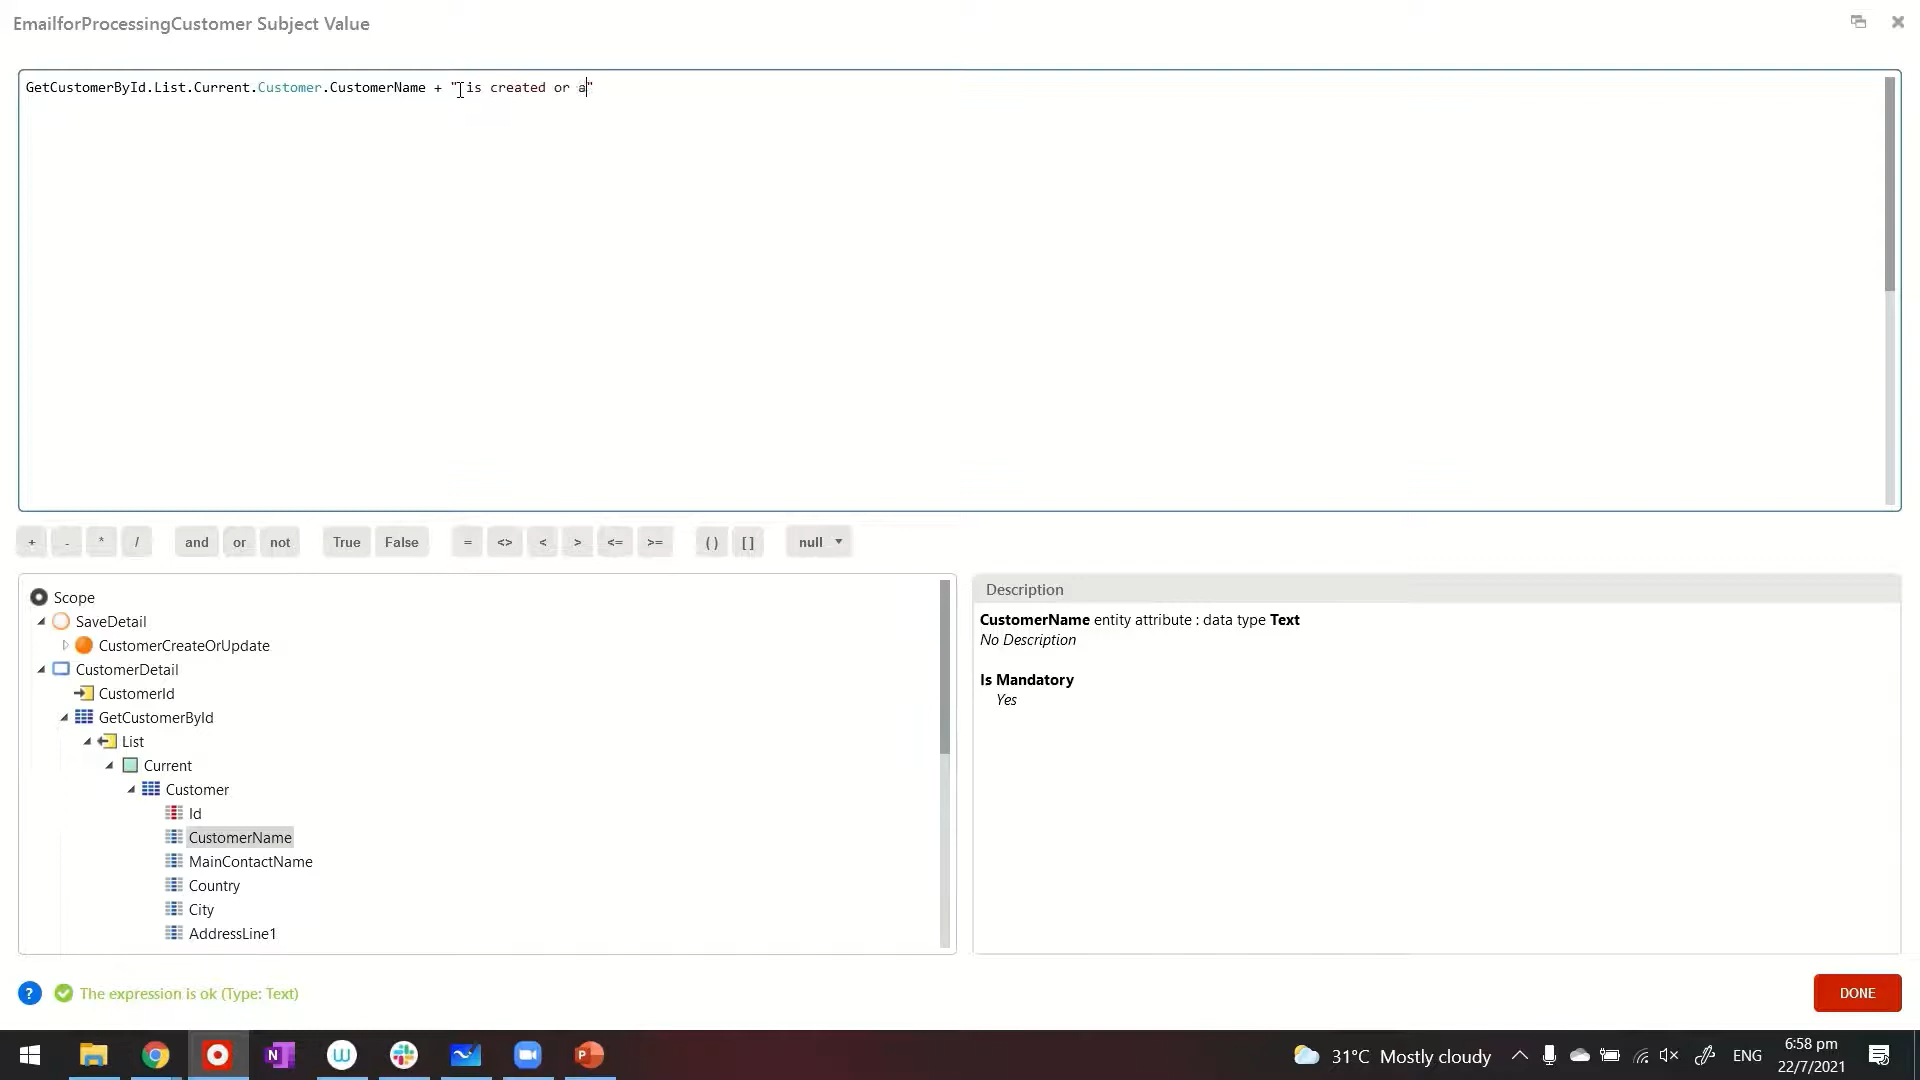 EmailforProcessingCustomer Subject Value
GetCustomerById.List.Current.Customer.CustomerName + " is created or a"
+ - * / and or not True False = <> < > <= >= ( ) [ ] null
Scope
SaveDetail
CustomerCreateOrUpdate
CustomerDetail
CustomerId
GetCustomerById
List
Current
Customer
Id
CustomerName
MainContactName
Country
City
AddressLine1
Description
CustomerName entity attribute : data type Text
No Description
Is Mandatory
Yes
? The expression is ok (Type: Text)
DONE
N W P 31°C Mostly cloudy ENG
6:58 pm
22/7/2021